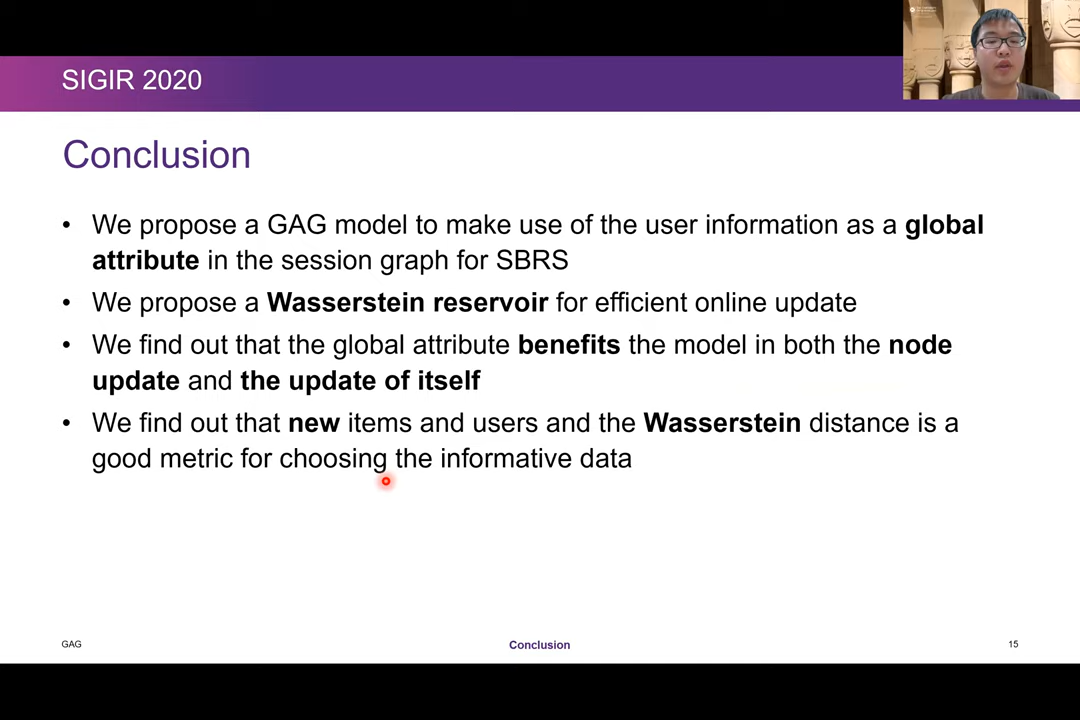 SIGIR 2020
Conclusion
• We propose a GAG model to make use of the user information as a global
attribute in the session graph for SBRS
• We propose a Wasserstein reservoir for efficient online update
• We find out that the global attribute benefits the model in both the node
update and the update of itself
• We find out that new items and users and the Wasserstein distance is a
good metric for choosing the informative data
GAG
Conclusion
15